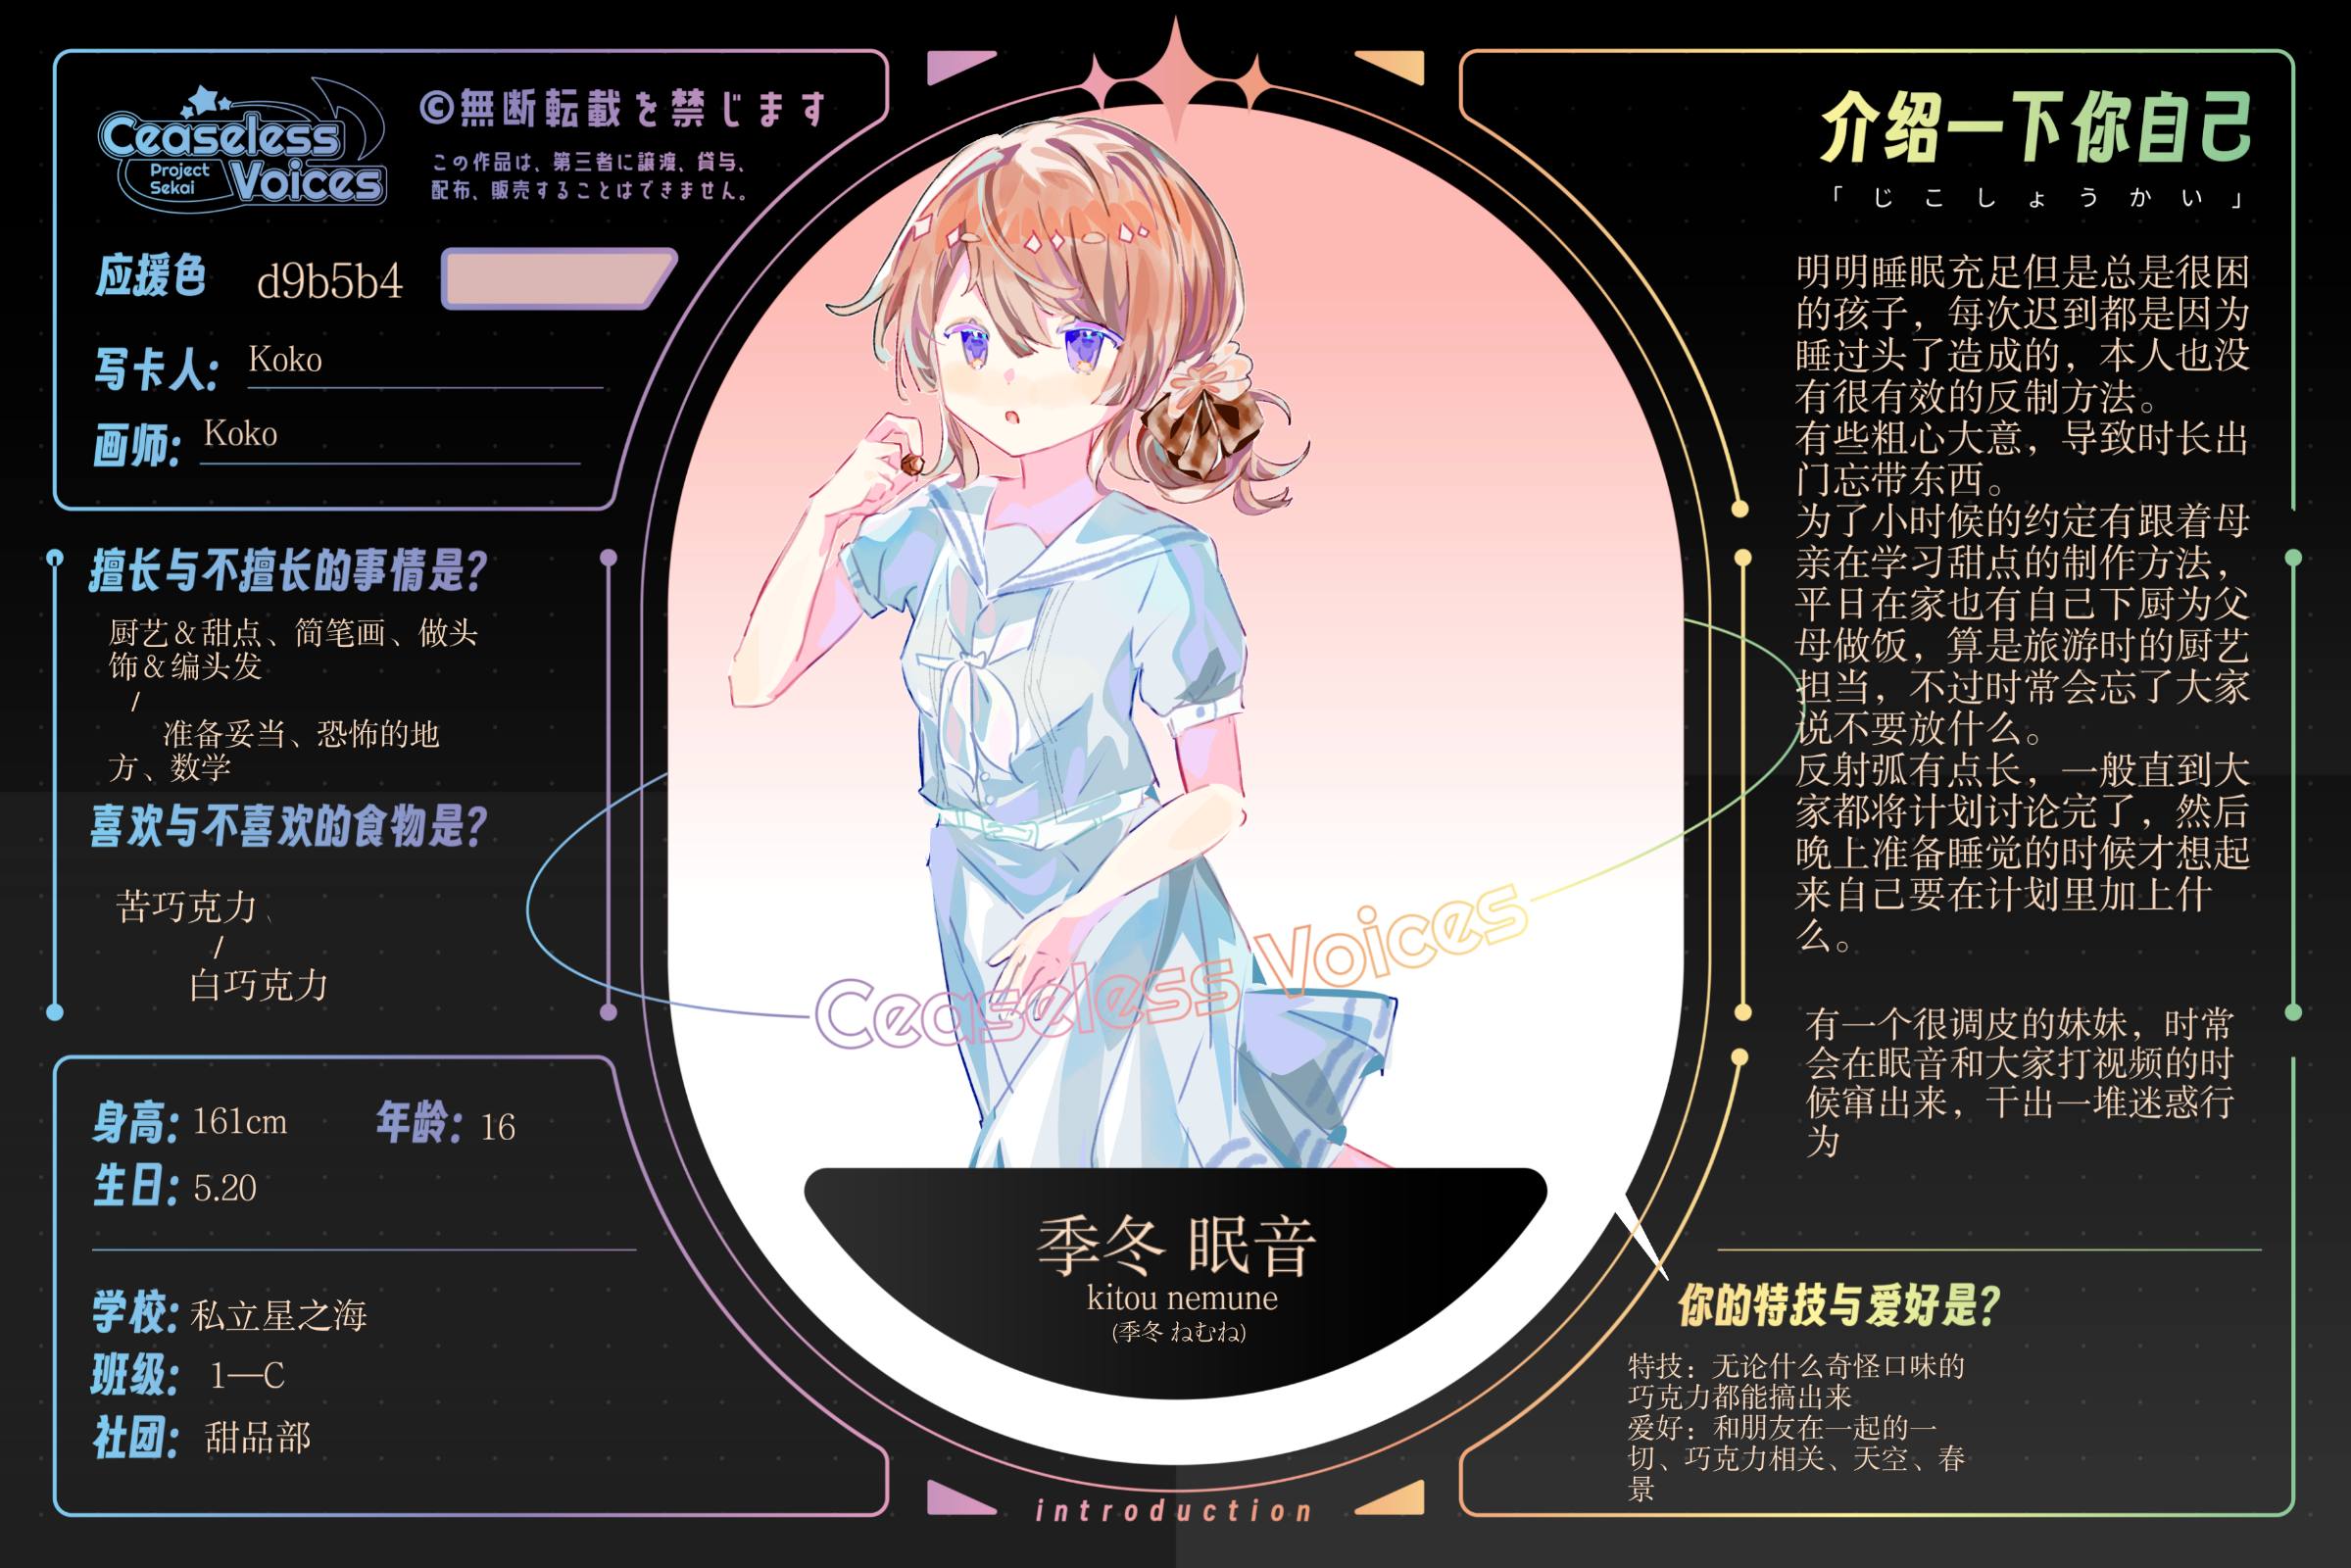 Ceaseless
Project
Sekai
Voices
©無断転載を禁じます
この作品は、第三者に譲渡、貸与、
配布、販売することはできません。
应援色 d9b5b4
写卡人: Koko
画师: Koko
擅长与不擅长的事情是?
厨艺&甜点、简笔画、做头
饰&编头发
/
准备妥当、恐怖的地
方、数学
喜欢与不喜欢的食物是?
苦巧克力、
/
白巧克力
身高: 161cm 年龄: 16
生日: 5.20
学校: 私立星之海
班级: 1—C
社团: 甜品部
Ceaseless Voices
季冬 眠音
kitou nemune
(季冬 ねむね)
introduction
介绍一下你自己
「じこしょうかい」
明明睡眠充足但是总是很困
的孩子，每次迟到都是因为
睡过头了造成的，本人也没
有很有效的反制方法。
有些粗心大意，导致时长出
门忘带东西。
为了小时候的约定有跟着母
亲在学习甜点的制作方法，
平日在家也有自己下厨为父
母做饭，算是旅游时的厨艺
担当，不过时常会忘了大家
说不要放什么。
反射弧有点长，一般直到大
家都将计划讨论完了，然后
晚上准备睡觉的时候才想起
来自己要在计划里加上什
么。
有一个很调皮的妹妹，时常
会在眠音和大家打视频的时
候窜出来，干出一堆迷惑行
为
你的特技与爱好是?
特技：无论什么奇怪口味的
巧克力都能搞出来
爱好：和朋友在一起的一
切、巧克力相关、天空、春
景